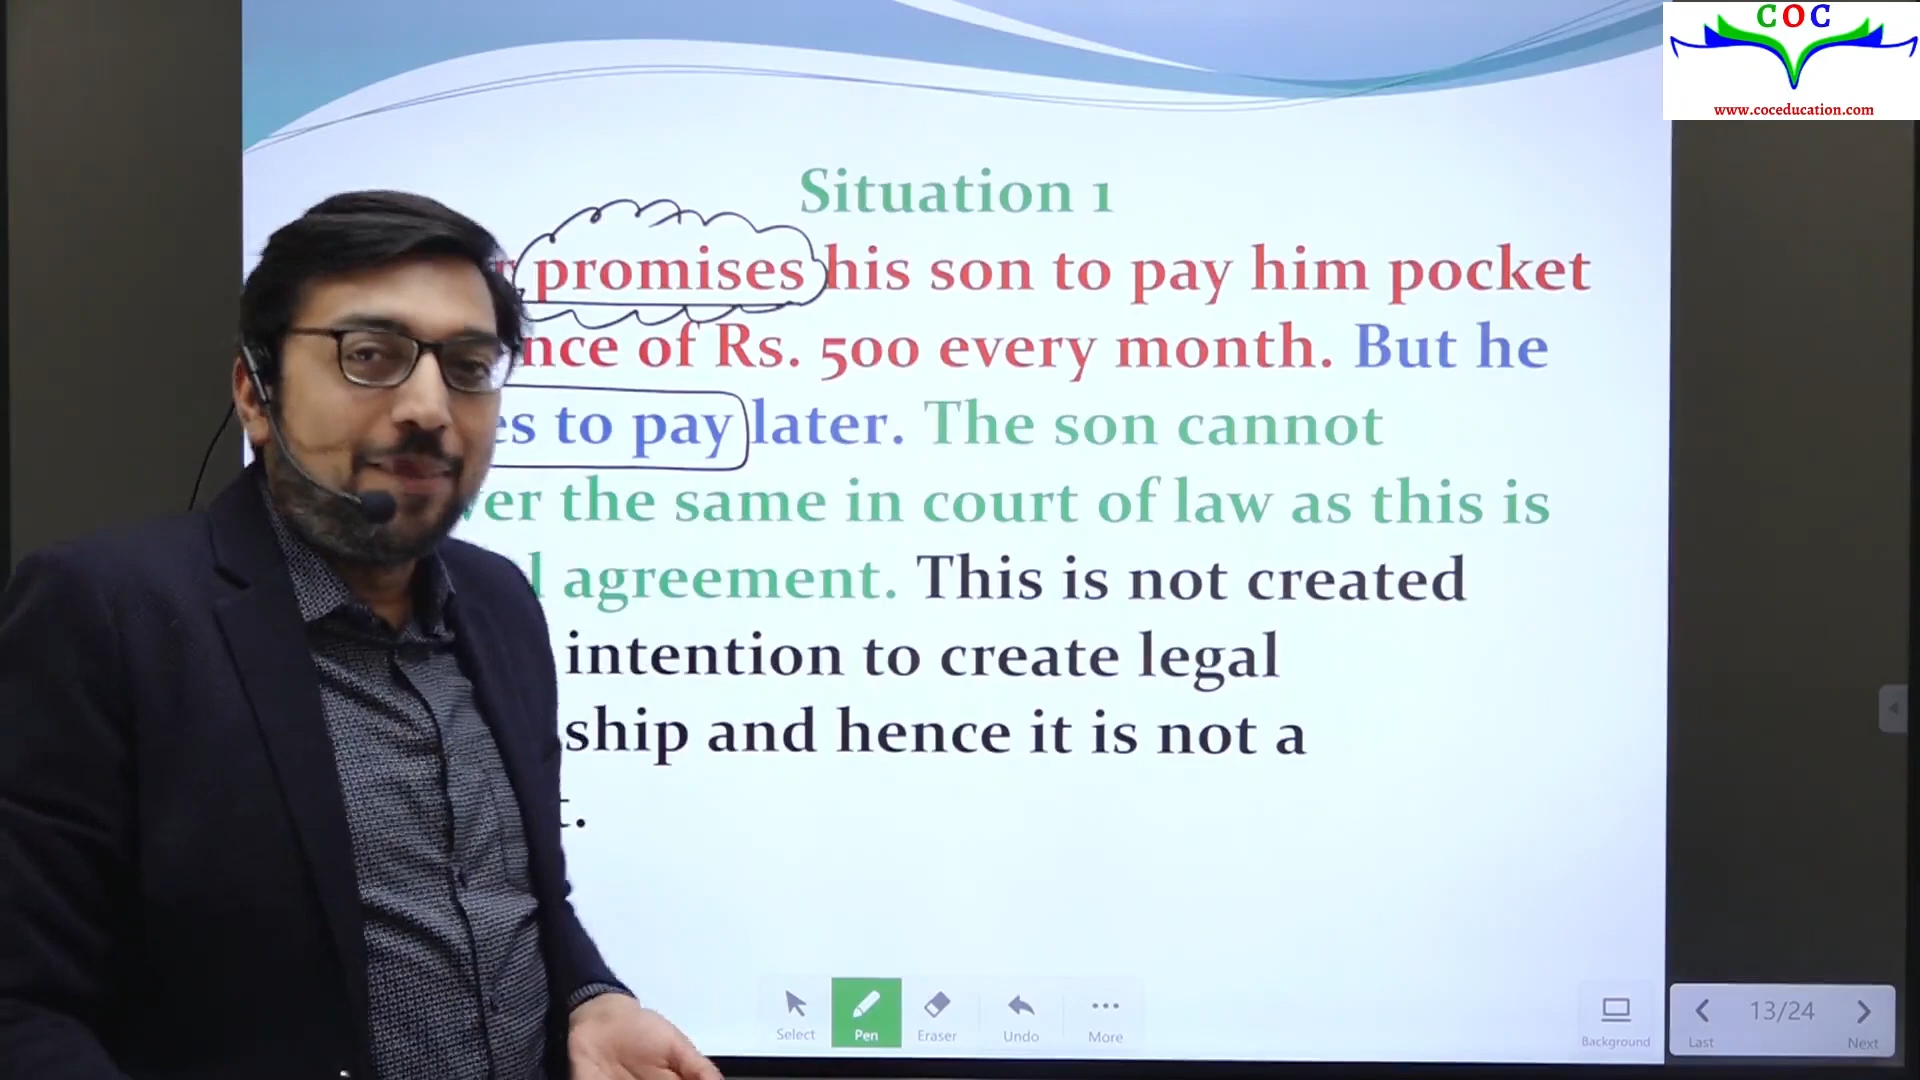 COC
www.coceducation.com
Situation 1
promises his son to pay him pocket
of Rs. 500 every month. But he
to pay later. The son cannot
the same in court of law as this is
agreement. This is not created
intention to create legal
and hence it is not a
Select
Pen
Eraser
Undo
More
Background
13/24
Last
Next